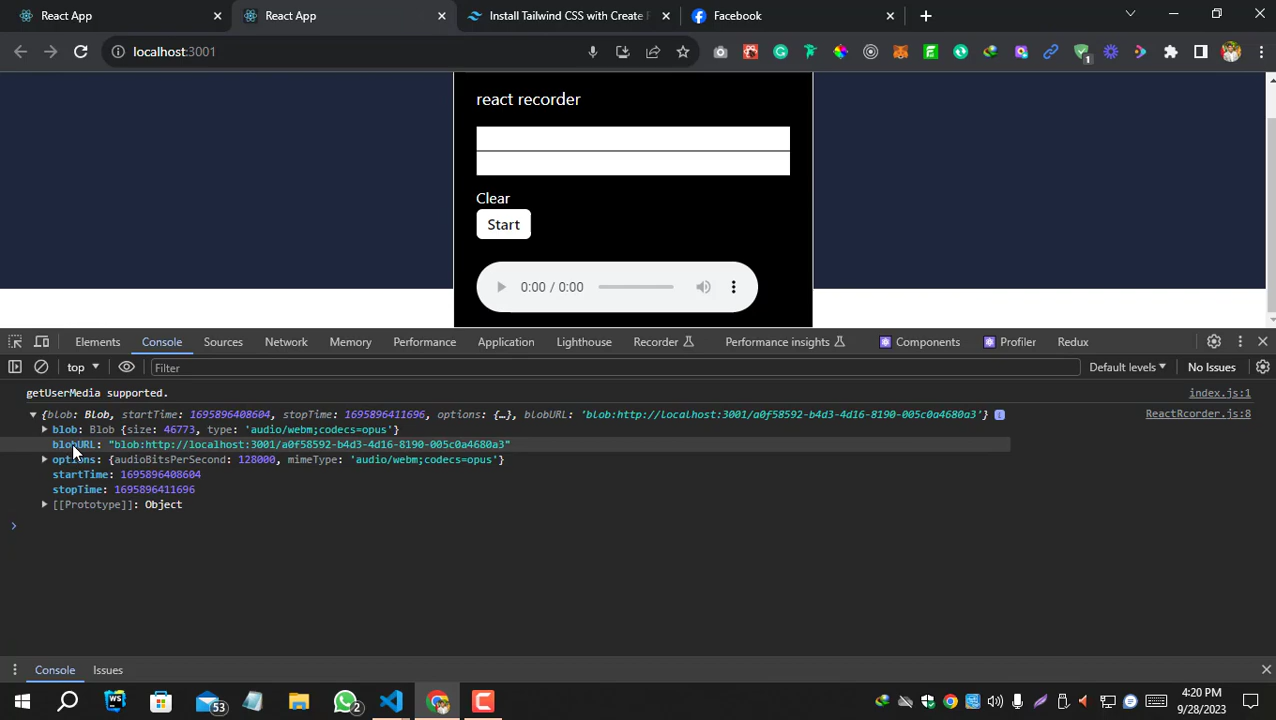 React App
React App
Install Tailwind CSS with Create
Facebook
localhost:3001
1
react recorder
Clear
Start
0:00 / 0:00
Elements Console Sources Network Memory Performance Application Lighthouse Recorder Performance insights Components Profiler Redux
top Filter Default levels No Issues
getUserMedia supported. index.js:1
{blob: Blob, startTime: 1695896408604, stopTime: 1695896411696, options: {…}, blobURL: 'blob:http://localhost:3001/a0f58592-b4d3-4d16-8190-005c0a4680a3'} i ReactRcorder.js:8
blob: Blob {size: 46773, type: 'audio/webm;codecs=opus'}
blobURL: "blob:http://localhost:3001/a0f58592-b4d3-4d16-8190-005c0a4680a3"
options: {audioBitsPerSecond: 128000, mimeType: 'audio/webm;codecs=opus'}
startTime: 1695896408604
stopTime: 1695896411696
[[Prototype]]: Object
Console Issues
WS 53 2
4:20 PM
9/28/2023